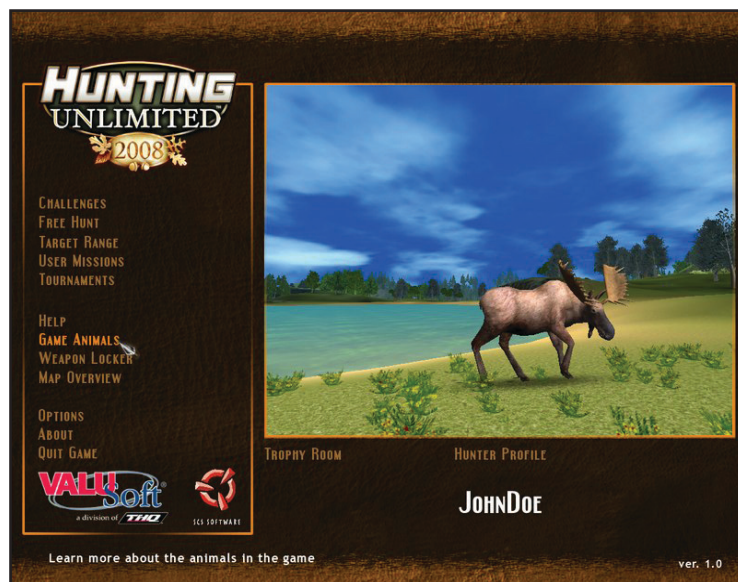 HUNTING
UNLIMITED™
2008
CHALLENGES
FREE HUNT
TARGET RANGE
USER MISSIONS
TOURNAMENTS
HELP
GAME ANIMALS
WEAPON LOCKER
MAP OVERVIEW
OPTIONS
ABOUT
QUIT GAME
TROPHY ROOM
HUNTER PROFILE
VALUSoft®
a division of THQ
SCS SOFTWARE
JOHNDOE
Learn more about the animals in the game
ver. 1.0